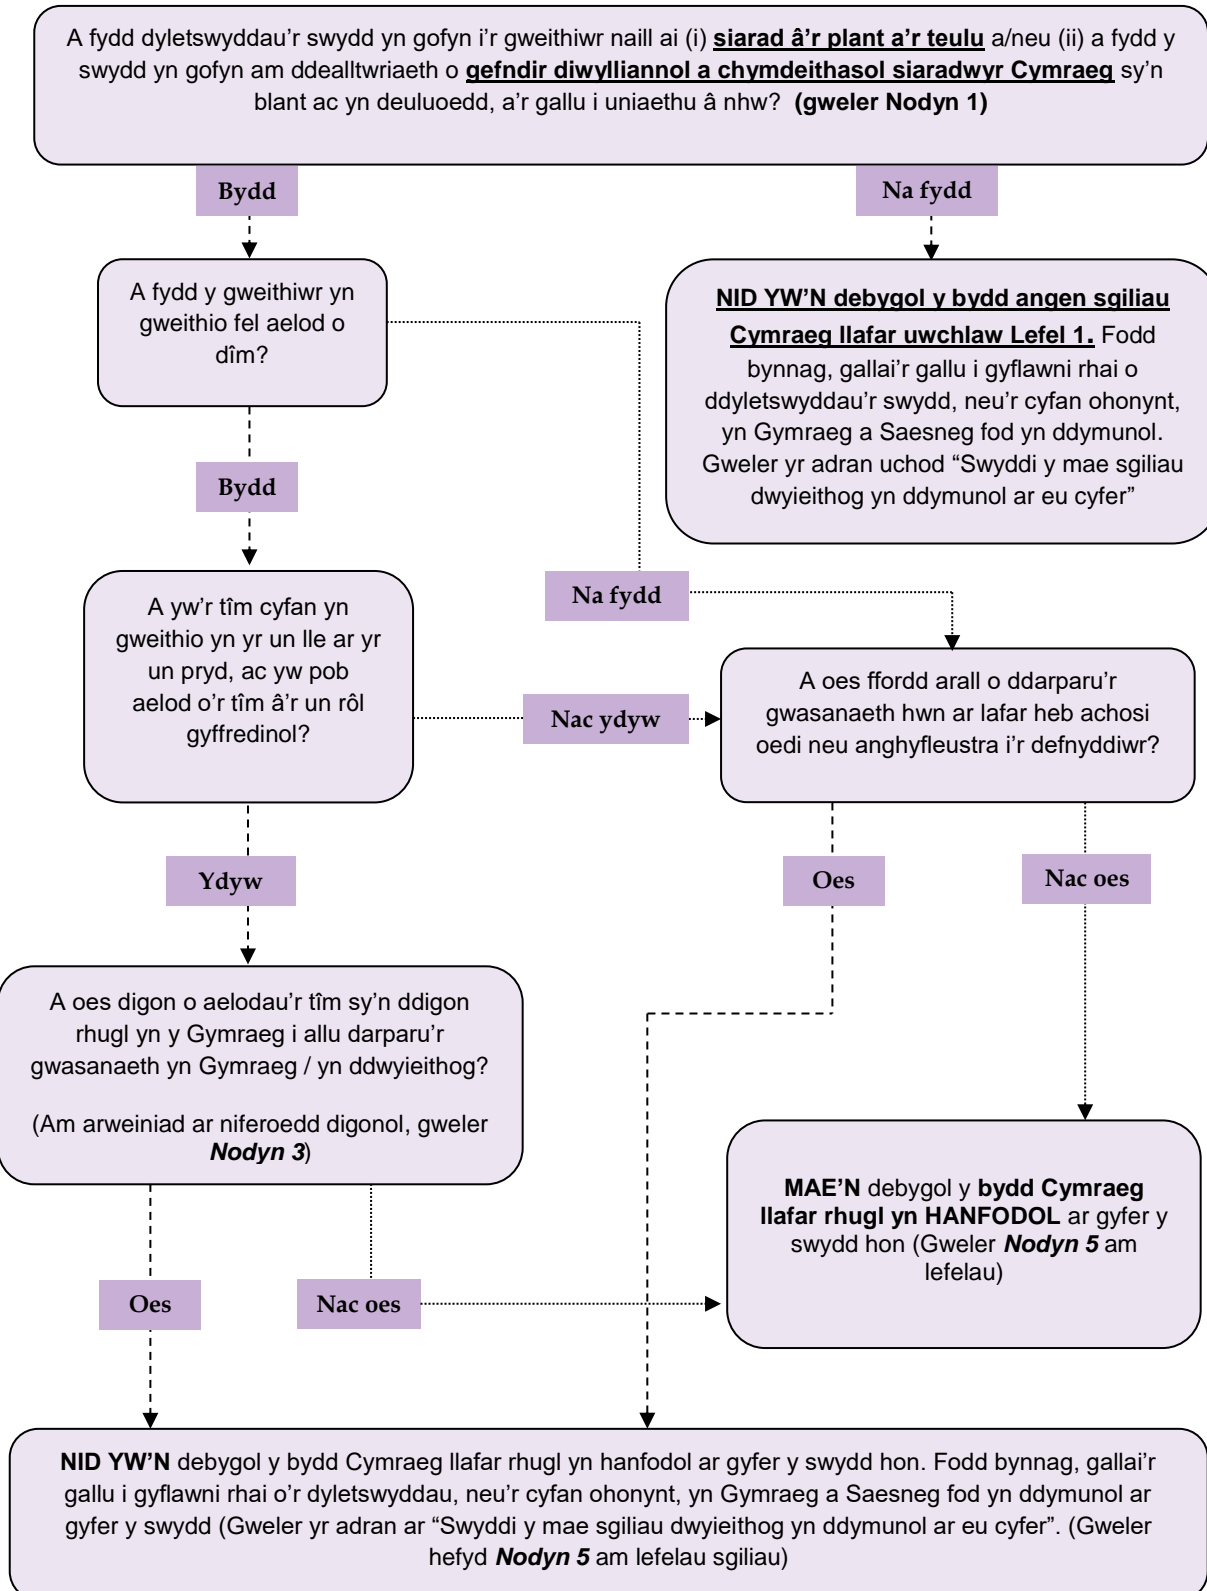 A fydd dyletswyddau'r swydd yn gofyn i'r gweithiwr naill ai (i) siarad â'r plant a'r teulu a/neu (ii) a fydd y
swydd yn gofyn am ddealltwriaeth o gefndir diwylliannol a chymdeithasol siaradwyr Cymraeg sy'n
blant ac yn deuluoedd, a'r gallu i uniaethu â nhw? (gweler Nodyn 1)
Bydd
Na fydd
A fydd y gweithiwr yn
gweithio fel aelod o
dîm?
NID YW'N debygol y bydd angen sgiliau
Cymraeg llafar uwchlaw Lefel 1. Fodd
bynnag, gallai'r gallu i gyflawni rhai o
ddyletswyddau'r swydd, neu'r cyfan ohonynt,
yn Gymraeg a Saesneg fod yn ddymunol.
Gweler yr adran uchod “Swyddi y mae sgiliau
dwyieithog yn ddymunol ar eu cyfer”
Bydd
Na fydd
A yw'r tîm cyfan yn
gweithio yn yr un lle ar yr
un pryd, ac yw pob
aelod o'r tîm â'r un rôl
gyffredinol?
Nac ydyw
A oes ffordd arall o ddarparu'r
gwasanaeth hwn ar lafar heb achosi
oedi neu anghyfleustra i'r defnyddiwr?
Ydyw
Oes
Nac oes
A oes digon o aelodau'r tîm sy'n ddigon
rhugl yn y Gymraeg i allu darparu'r
gwasanaeth yn Gymraeg / yn ddwyieithog?
(Am arweiniad ar niferoedd digonol, gweler
Nodyn 3)
MAE'N debygol y bydd Cymraeg
llafar rhugl yn HANFODOL ar gyfer y
swydd hon (Gweler Nodyn 5 am
lefelau)
Oes
Nac oes
NID YW'N debygol y bydd Cymraeg llafar rhugl yn hanfodol ar gyfer y swydd hon. Fodd bynnag, gallai'r
gallu i gyflawni rhai o'r dyletswyddau, neu'r cyfan ohonynt, yn Gymraeg a Saesneg fod yn ddymunol ar
gyfer y swydd (Gweler yr adran ar “Swyddi y mae sgiliau dwyieithog yn ddymunol ar eu cyfer”. (Gweler
hefyd Nodyn 5 am lefelau sgiliau)